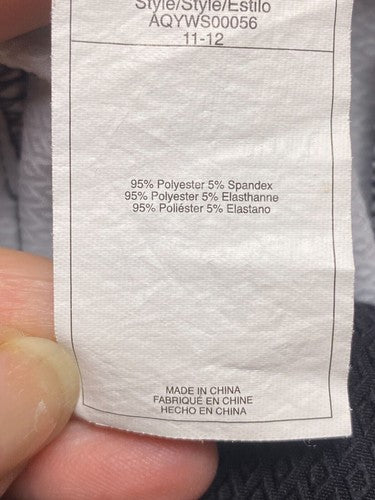 Style/Style/Estilo
AQYWS00056
11-12
95% Polyester 5% Spandex
95% Polyester 5% Elasthanne
95% Poliéster 5% Elastano
MADE IN CHINA
FABRIQUÉ EN CHINE
HECHO EN CHINA